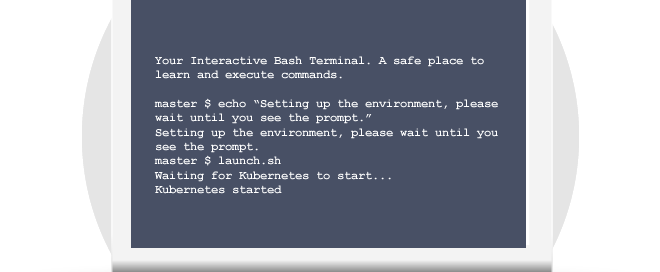 Your Interactive Bash Terminal. A safe place to
learn and execute commands.
master $ echo “Setting up the environment, please
wait until you see the prompt.”
Setting up the environment, please wait until you
see the prompt.
master $ launch.sh
Waiting for Kubernetes to start...
Kubernetes started